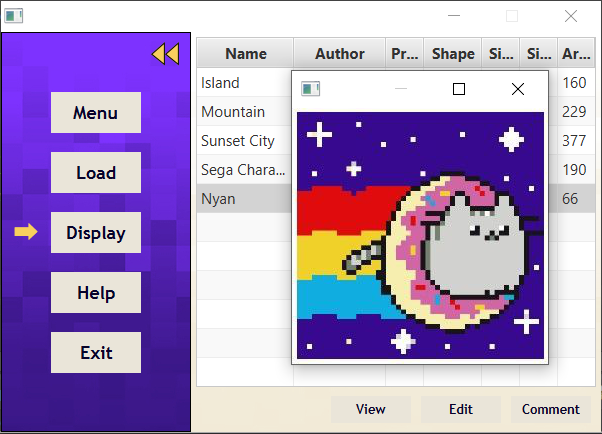 Menu
Load
Display
Help
Exit
Name Author Pr... Shape Si... Si... Ar...
Island 160
Mountain 229
Sunset City 377
Sega Chara... 190
Nyan 66
View Edit Comment